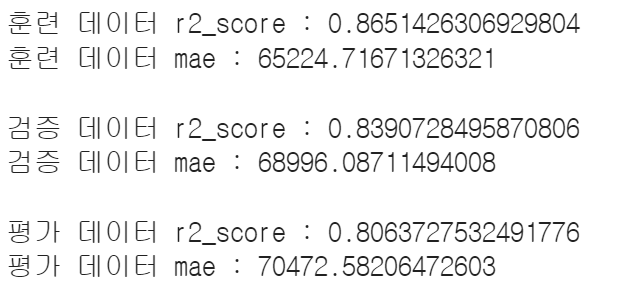 훈련 데이터 r2_score : 0.8651426306929804
훈련 데이터 mae : 65224.71671326321
검증 데이터 r2_score : 0.8390728495870806
검증 데이터 mae : 68996.08711494008
평가 데이터 r2_score : 0.8063727532491776
평가 데이터 mae : 70472.58206472603